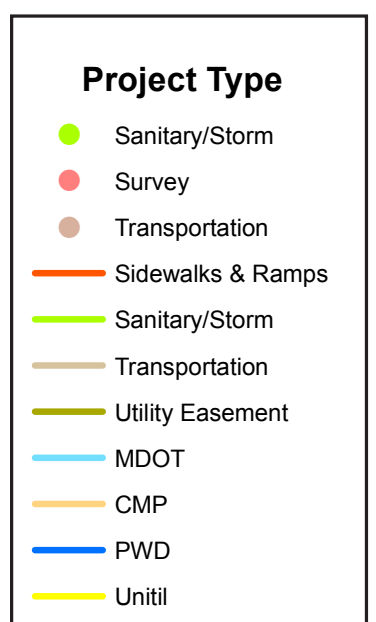 Project Type
Sanitary/Storm
Survey
Transportation
Sidewalks & Ramps
Sanitary/Storm
Transportation
Utility Easement
MDOT
CMP
PWD
Unitil